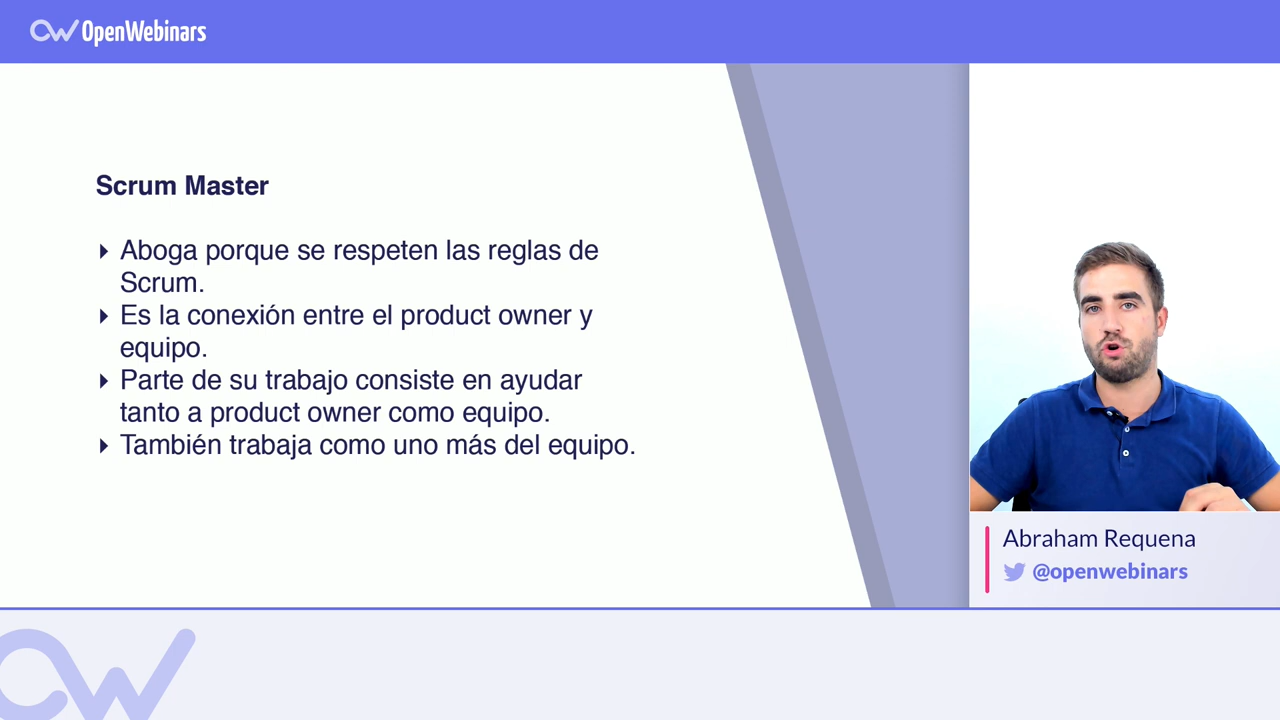 OpenWebinars
Scrum Master
Aboga porque se respeten las reglas de
Scrum.
Es la conexión entre el product owner y
equipo.
Parte de su trabajo consiste en ayudar
tanto a product owner como equipo.
También trabaja como uno más del equipo.
Abraham Requena
@openwebinars